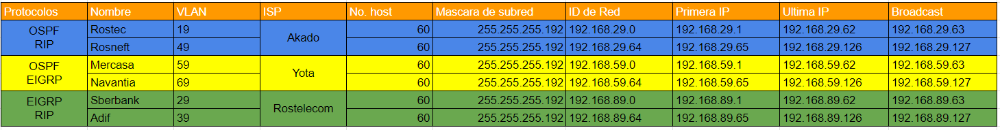 Protocolos Nombre VLAN ISP No. host Mascara de subred ID de Red Primera IP Ultima IP Broadcast
OSPF RIP Rostec 19 Akado 60 255.255.255.192 192.168.29.0 192.168.29.1 192.168.29.62 192.168.29.63
Rosneft 49 60 255.255.255.192 192.168.29.64 192.168.29.65 192.168.29.126 192.168.29.127
OSPF EIGRP Mercasa 59 Yota 60 255.255.255.192 192.168.59.0 192.168.59.1 192.168.59.62 192.168.59.63
Navantia 69 60 255.255.255.192 192.168.59.64 192.168.59.65 192.168.59.126 192.168.59.127
EIGRP RIP Sberbank 29 Rostelecom 60 255.255.255.192 192.168.89.0 192.168.89.1 192.168.89.62 192.168.89.63
Adif 39 60 255.255.255.192 192.168.89.64 192.168.89.65 192.168.89.126 192.168.89.127